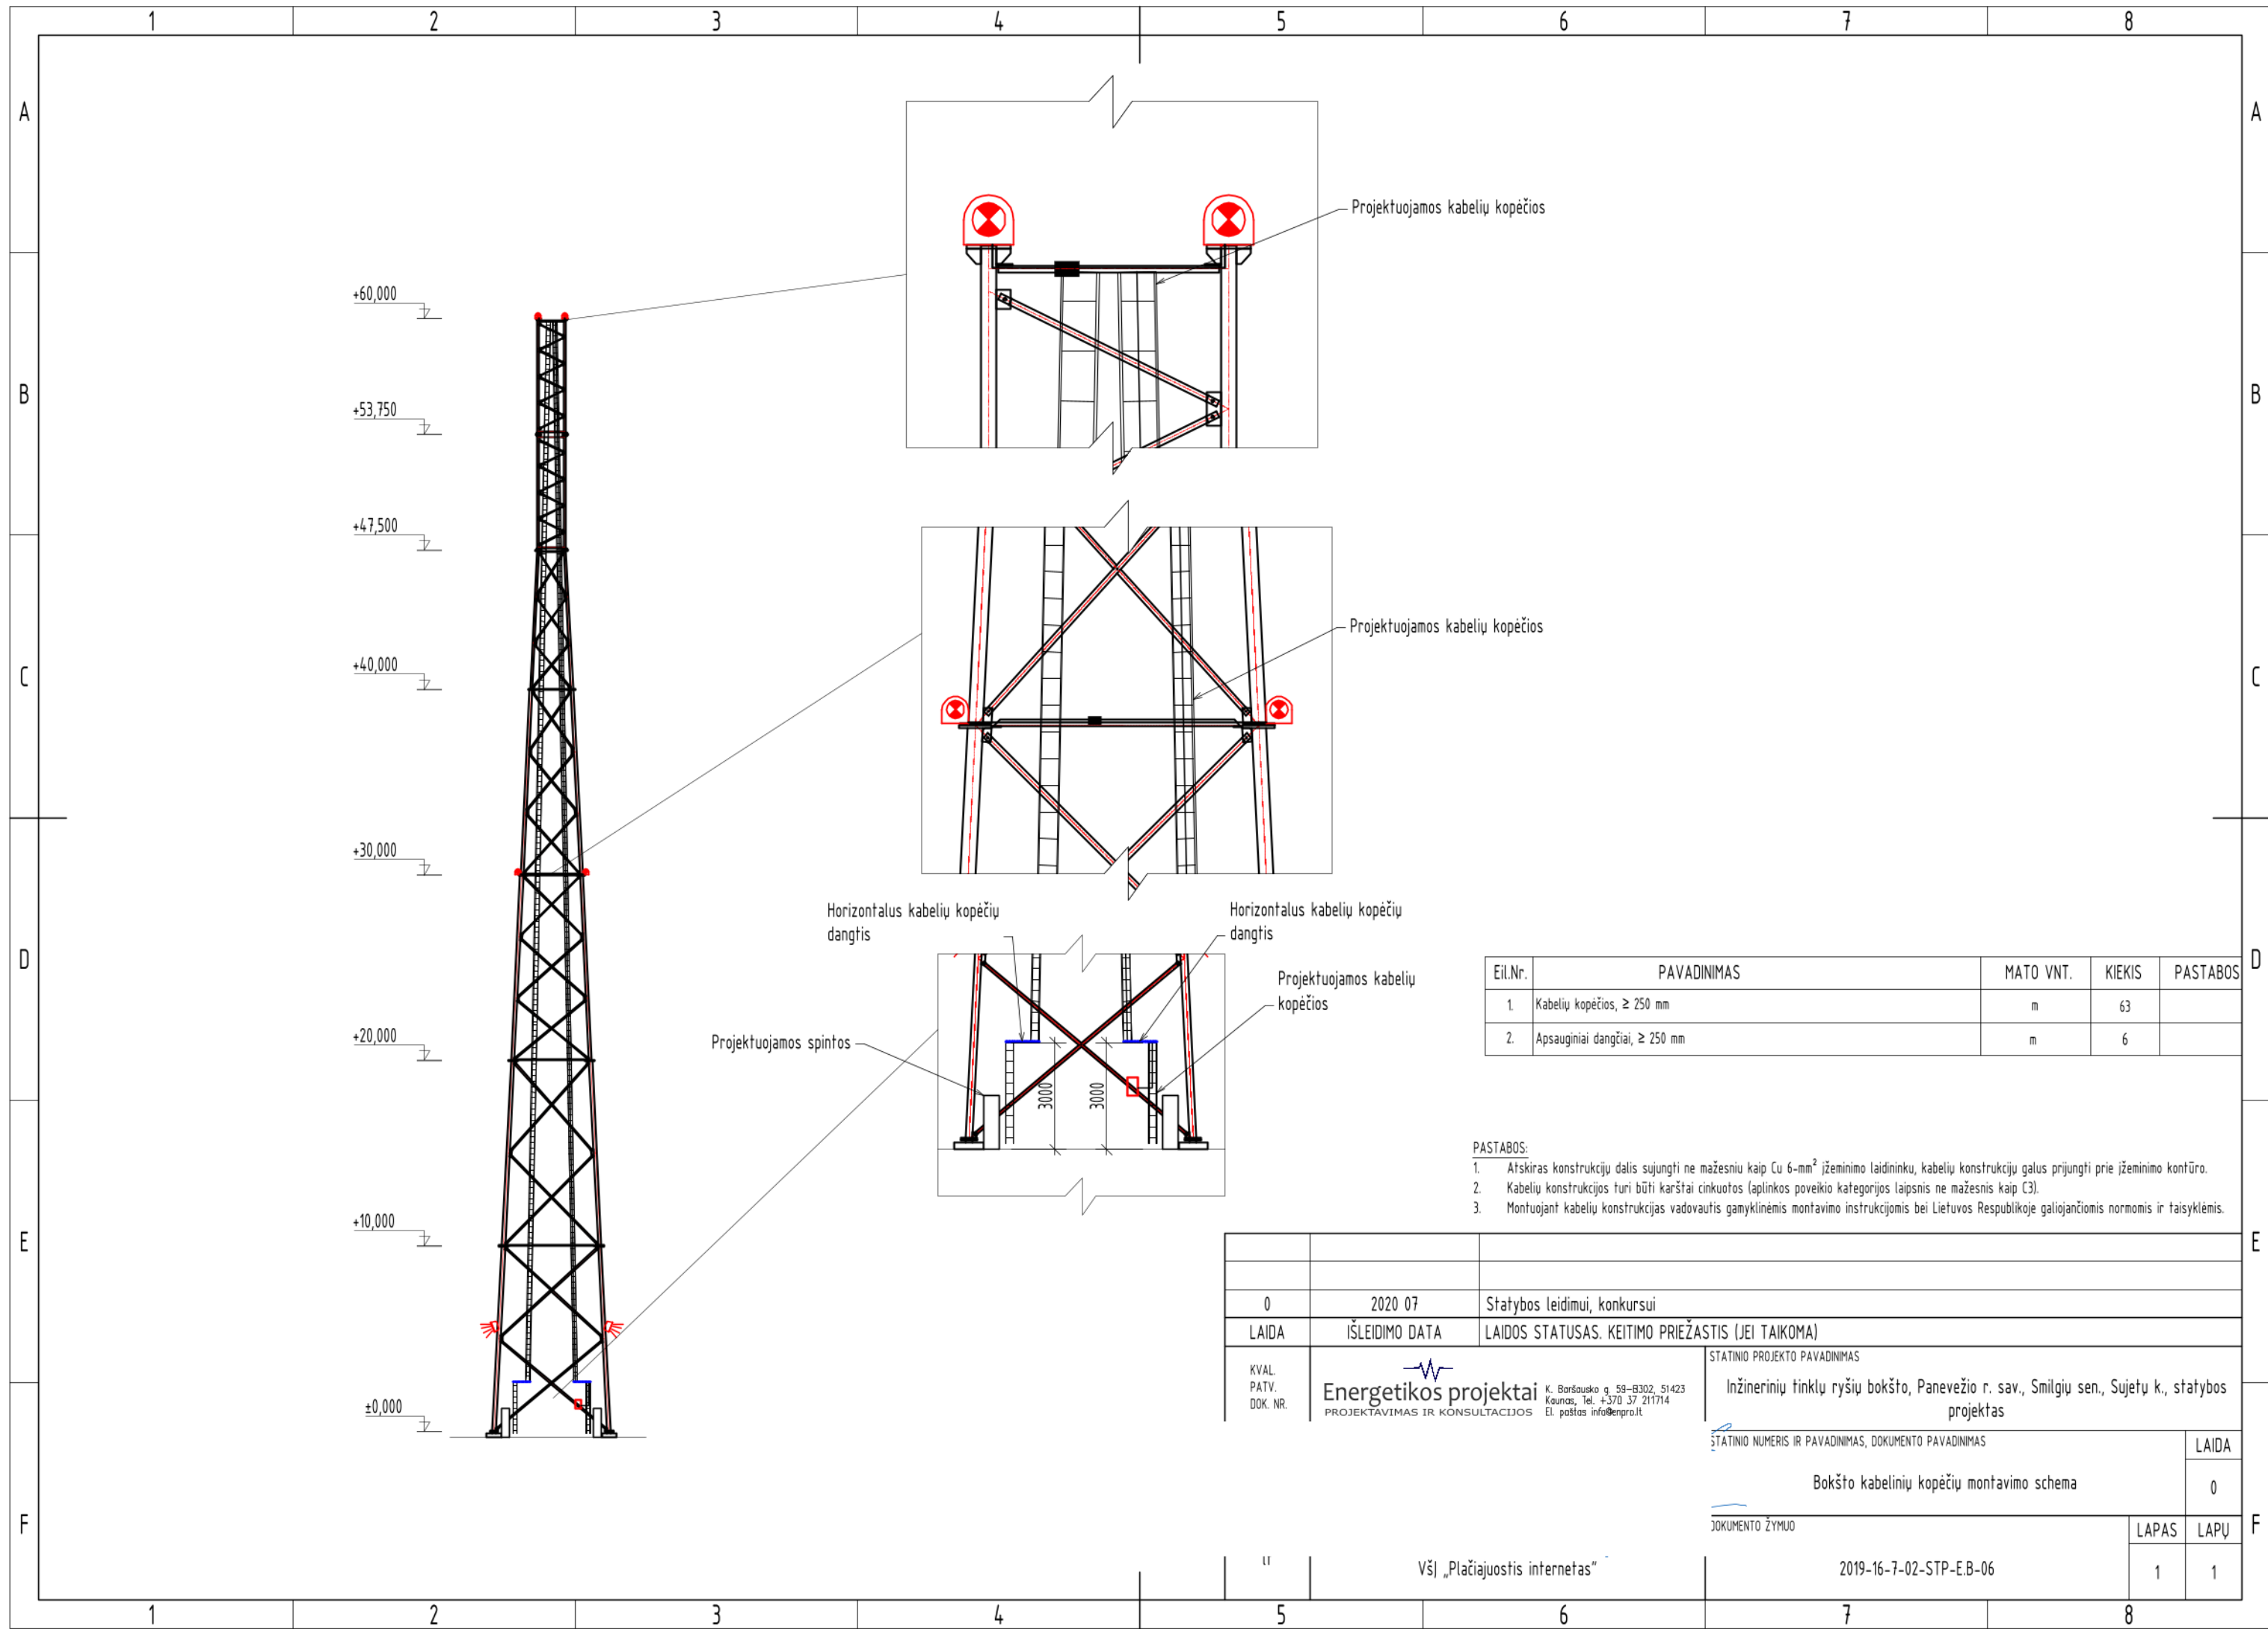 1 2 3 4 5 6 7 8
A A
B B
C C
D D
E E
F F
+60,000
+53,750
+47,500
+40,000
+30,000
+20,000
+10,000
±0,000
Projektuojamos kabelių kopėčios
Projektuojamos kabelių kopėčios
Horizontalus kabelių kopėčių
dangtis
Horizontalus kabelių kopėčių
dangtis
Projektuojamos kabelių
kopėčios
Projektuojamos spintos
3000
3000
Eil.Nr. PAVADINIMAS MATO VNT. KIEKIS PASTABOS
1. Kabelių kopėčios, ≥ 250 mm m 63
2. Apsauginiai dangčiai, ≥ 250 mm m 6
PASTABOS:
1. Atskiras konstrukcijų dalis sujungti ne mažesniu kaip Cu 6-mm² įžeminimo laidininku, kabelių konstrukcijų galus prijungti prie įžeminimo kontūro.
2. Kabelių konstrukcijos turi būti karštai cinkuotos (aplinkos poveikio kategorijos laipsnis ne mažesnis kaip C3).
3. Montuojant kabelių konstrukcijas vadovautis gamyklinėmis montavimo instrukcijomis bei Lietuvos Respublikoje galiojančiomis normomis ir taisyklėmis.
0 2020 07 Statybos leidimui, konkursui
LAIDA IŠLEIDIMO DATA LAIDOS STATUSAS. KEITIMO PRIEŽASTIS (JEI TAIKOMA)
KVAL.
PATV.
DOK. NR.
Energetikos projektai
PROJEKTAVIMAS IR KONSULTACIJOS
K. Baršausko g. 59-B302, 51423
Kaunas, Tel. +370 37 211714
El. paštas info@enpro.lt
STATINIO PROJEKTO PAVADINIMAS
Inžinerinių tinklų ryšių bokšto, Panevežio r. sav., Smilgių sen., Sujetų k., statybos
projektas
STATINIO NUMERIS IR PAVADINIMAS, DOKUMENTO PAVADINIMAS
LAIDA
Bokšto kabelinių kopėčių montavimo schema
0
DOKUMENTO ŽYMUO
LAPAS LAPŲ
VšĮ „Plačiajuostis internetas“
2019-16-7-02-STP-E.B-06
1 1
1 2 3 4 5 6 7 8